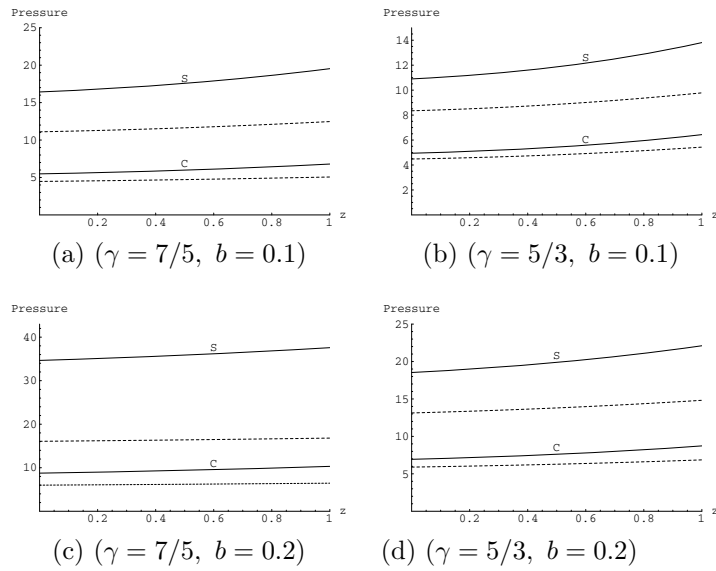 Pressure
25
20
15
10
5
S
C
0.2 0.4 0.6 0.8 1 z
(a) (γ = 7/5, b = 0.1)
Pressure
14
12
10
8
6
4
2
S
C
0.2 0.4 0.6 0.8 1 z
(b) (γ = 5/3, b = 0.1)
Pressure
40
30
20
10
S
C
0.2 0.4 0.6 0.8 1 z
(c) (γ = 7/5, b = 0.2)
Pressure
25
20
15
10
5
S
C
0.2 0.4 0.6 0.8 1 z
(d) (γ = 5/3, b = 0.2)